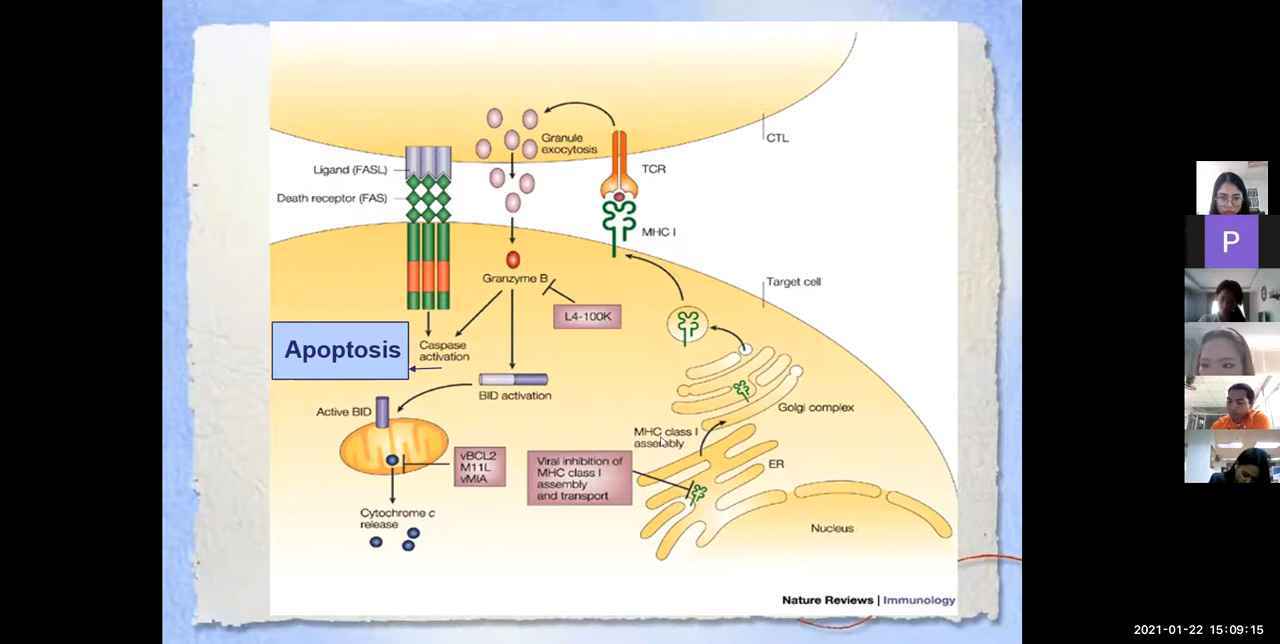 CTL
Granule
exocytosis
Ligand (FASL)
TCR
Death receptor (FAS)
MHC I
Granzyme B
Target cell
L4-100K
Apoptosis
Caspase
activation
BID activation
Active BID
Golgi complex
MHC class I
assembly
vBCL2
M11L
vMIA
Viral inhibition of
MHC class I
assembly
and transport
ER
Cytochrome c
release
Nucleus
Nature Reviews | Immunology
P
2021-01-22 15:09:15